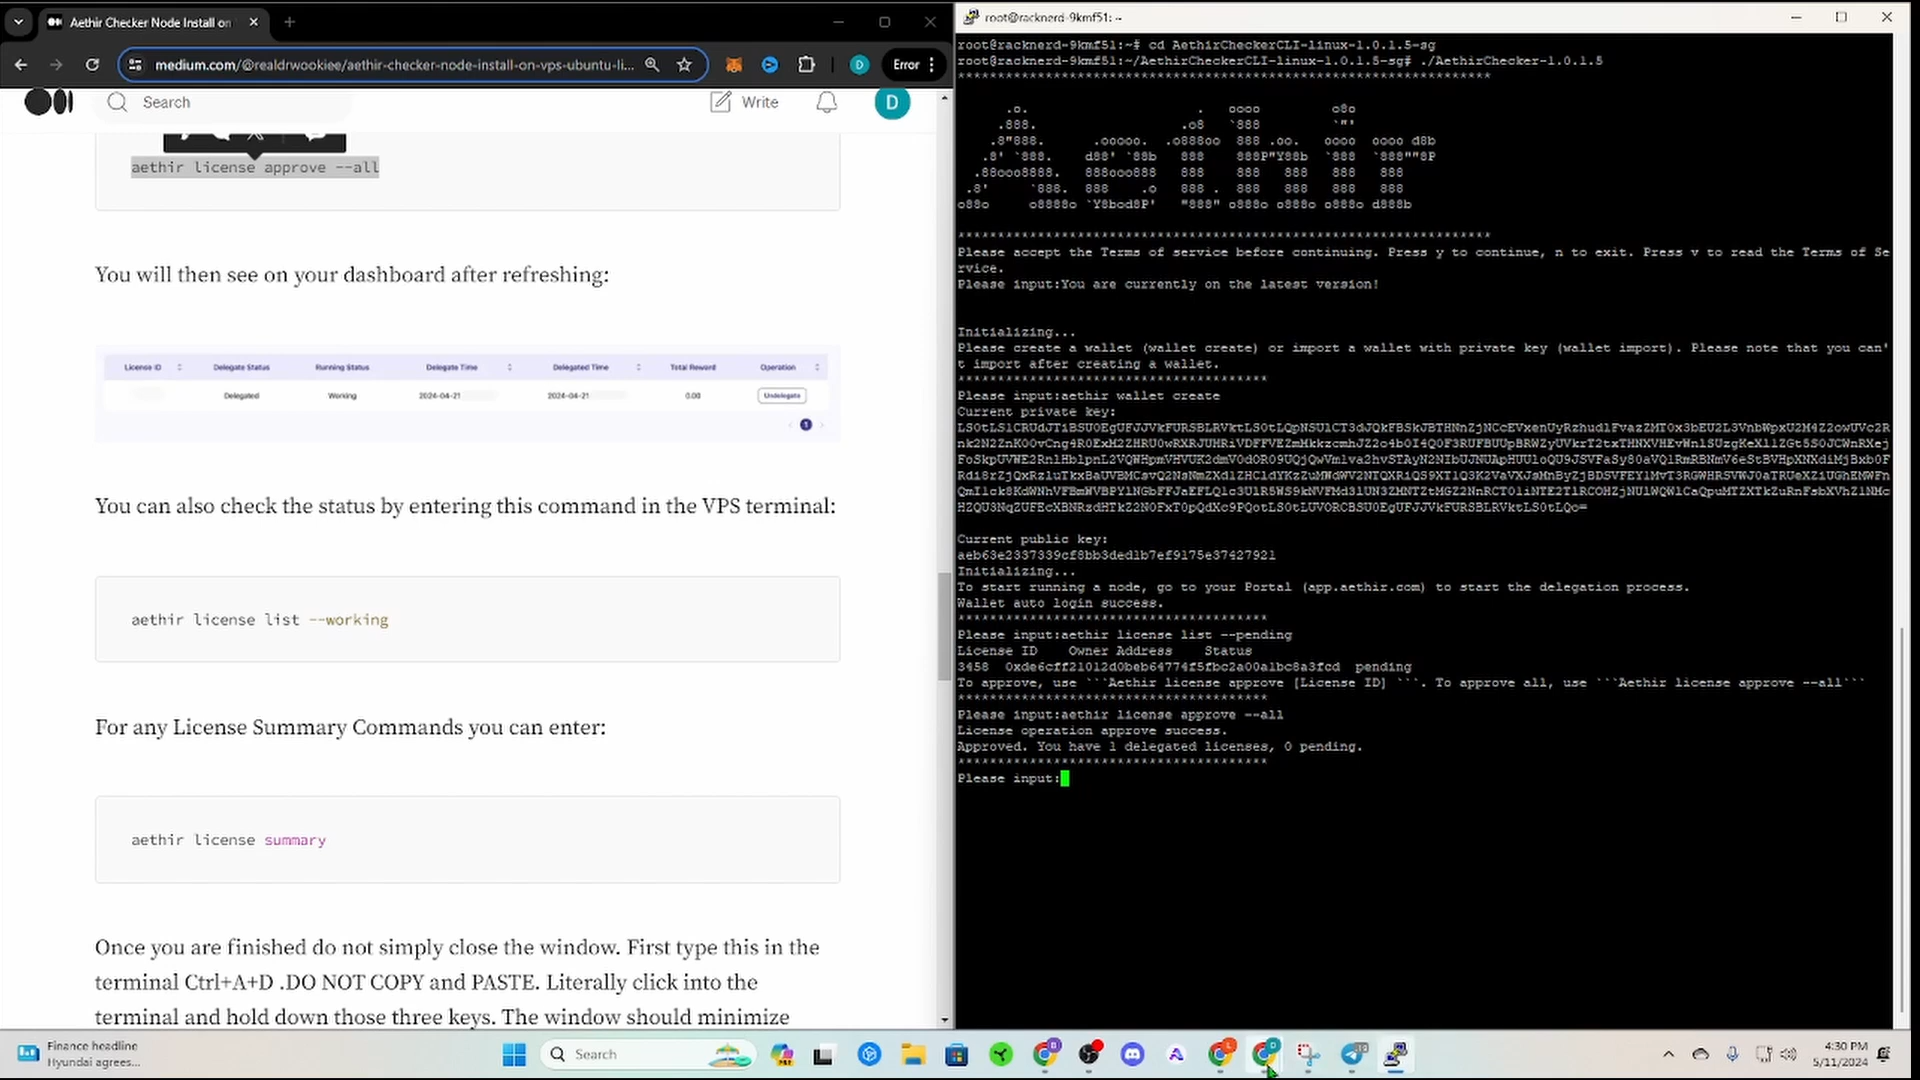 Aethir Checker Node Install on
medium.com/@realdrwookiee/aethir-checker-node-install-on-vps-ubuntu-li...
D
Error
Search
Write
D
aethir license approve --all
You will then see on your dashboard after refreshing:
License ID Delegate Status Running Status Delegate Time Delegated Time Total Reward Operation
Delegated Working 2024-04-21 2024-04-21 0.00 Undelegate
1
You can also check the status by entering this command in the VPS terminal:
aethir license list --working
For any License Summary Commands you can enter:
aethir license summary
Once you are finished do not simply close the window. First type this in the
terminal Ctrl+A+D .DO NOT COPY and PASTE. Literally click into the
terminal and hold down those three keys. The window should minimize
root@racknerd-9kmf51: ~
root@racknerd-9kmf51:~# cd AethirCheckerCLI-linux-1.0.1.5-sg
root@racknerd-9kmf51:~/AethirCheckerCLI-linux-1.0.1.5-sg# ./AethirChecker-1.0.1.5
Aethir
Please accept the Terms of service before continuing. Press y to continue, n to exit. Press v to read the Terms of Se
rvice.
Please input:You are currently on the latest version!
Initializing...
Please create a wallet (wallet create) or import a wallet with private key (wallet import). Please note that you can'
t import after creating a wallet.
Please input:aethir wallet create
Current private key:
Current public key:
aeb63e2337339cf8bb3ded1b7ef9175e37427921
Initializing...
To start running a node, go to your Portal (app.aethir.com) to start the delegation process.
Wallet auto login success.
Please input:aethir license list --pending
License ID Owner Address Status
3458 0xde6cff21012d0beb64774f5fbc2a00a1bc8a3fcd pending
To approve, use ```Aethir license approve [License ID] ```. To approve all, use ```Aethir license approve --all```
Please input:aethir license approve --all
License operation approve success.
Approved. You have 1 delegated licenses, 0 pending.
Please input:
Finance headline
Hyundai agrees...
Search
4:30 PM
5/11/2024